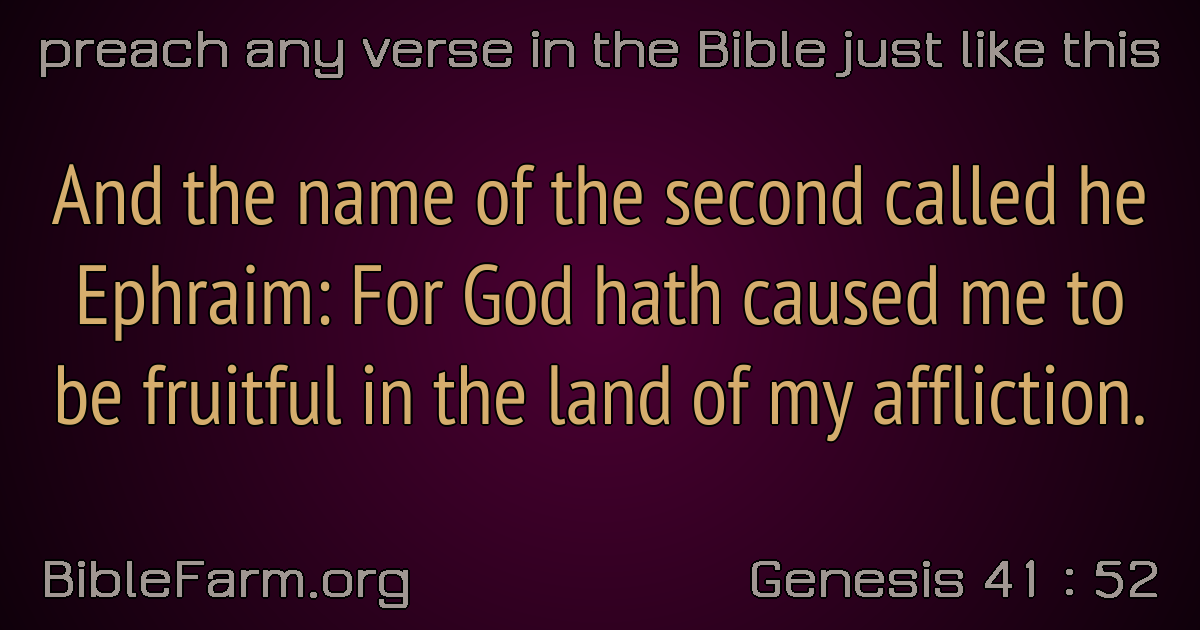 preach any verse in the Bible just like this
And the name of the second called he
Ephraim: For God hath caused me to
be fruitful in the land of my affliction.
BibleFarm.org
Genesis 41 : 52